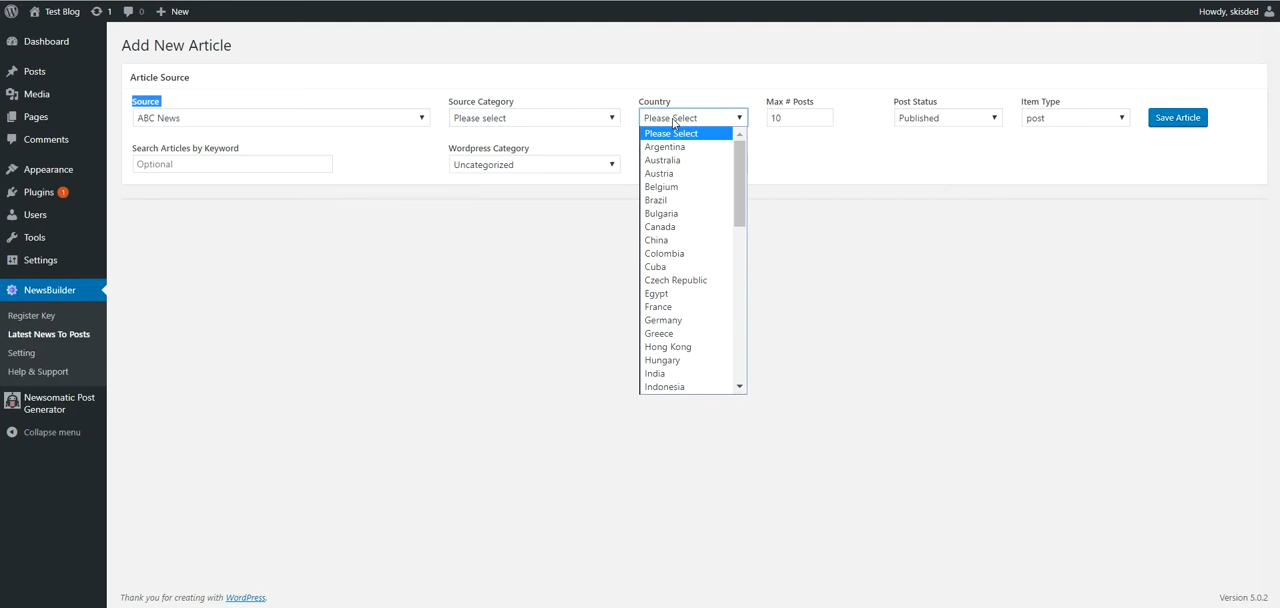 Test Blog 1 0 New Howdy, skisded
Dashboard
Posts
Media
Pages
Comments
Appearance
Plugins 1
Users
Tools
Settings
NewsBuilder
Register Key
Latest News To Posts
Setting
Help & Support
Newsomatic Post
Generator
Collapse menu
Add New Article
Article Source
Source Source Category Country Max # Posts Post Status Item Type
ABC News Please select Please Select 10 Published post Save Article
Search Articles by Keyword Wordpress Category
Optional Uncategorized
Please Select
Argentina
Australia
Austria
Belgium
Brazil
Bulgaria
Canada
China
Colombia
Cuba
Czech Republic
Egypt
France
Germany
Greece
Hong Kong
Hungary
India
Indonesia
Thank you for creating with WordPress. Version 5.0.2